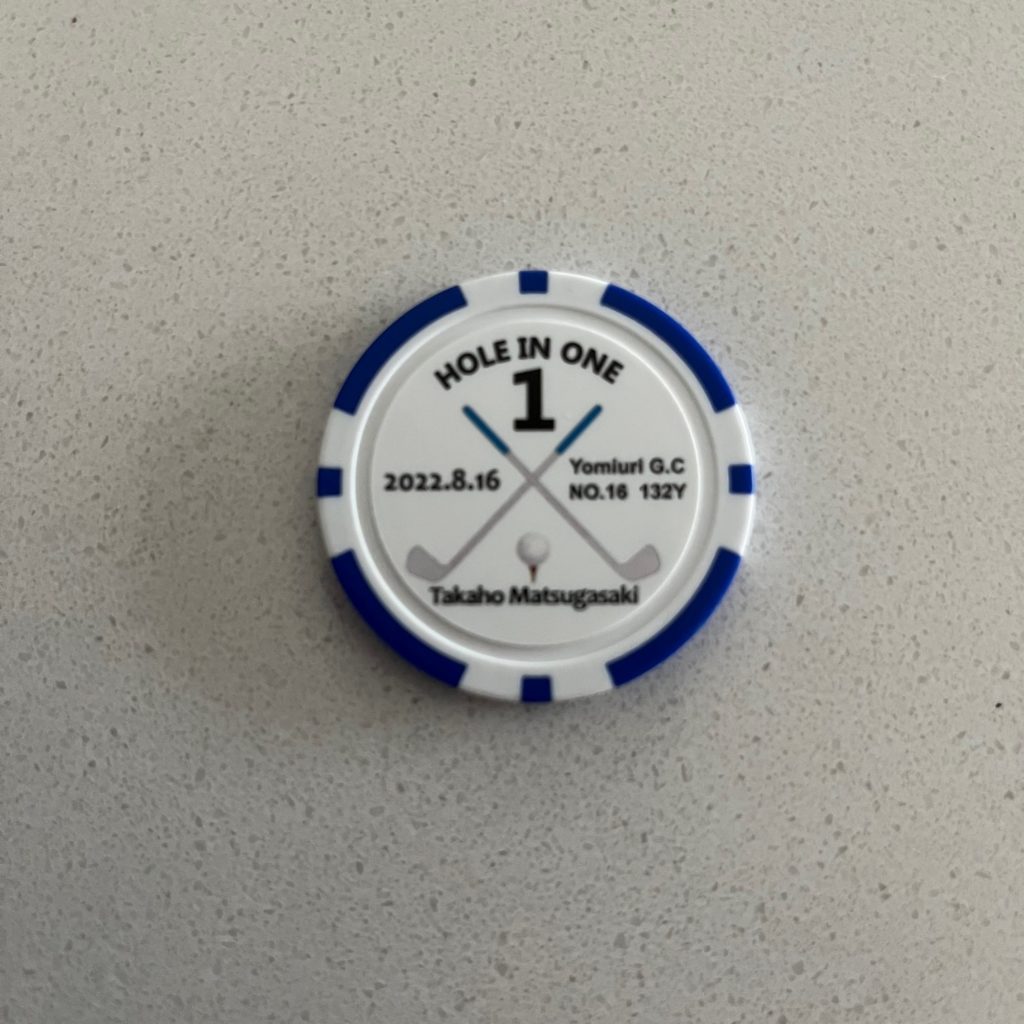 HOLE IN ONE
1
2022.8.16
Yomiuri G.C
NO.16 132Y
Takaho Matsugasaki